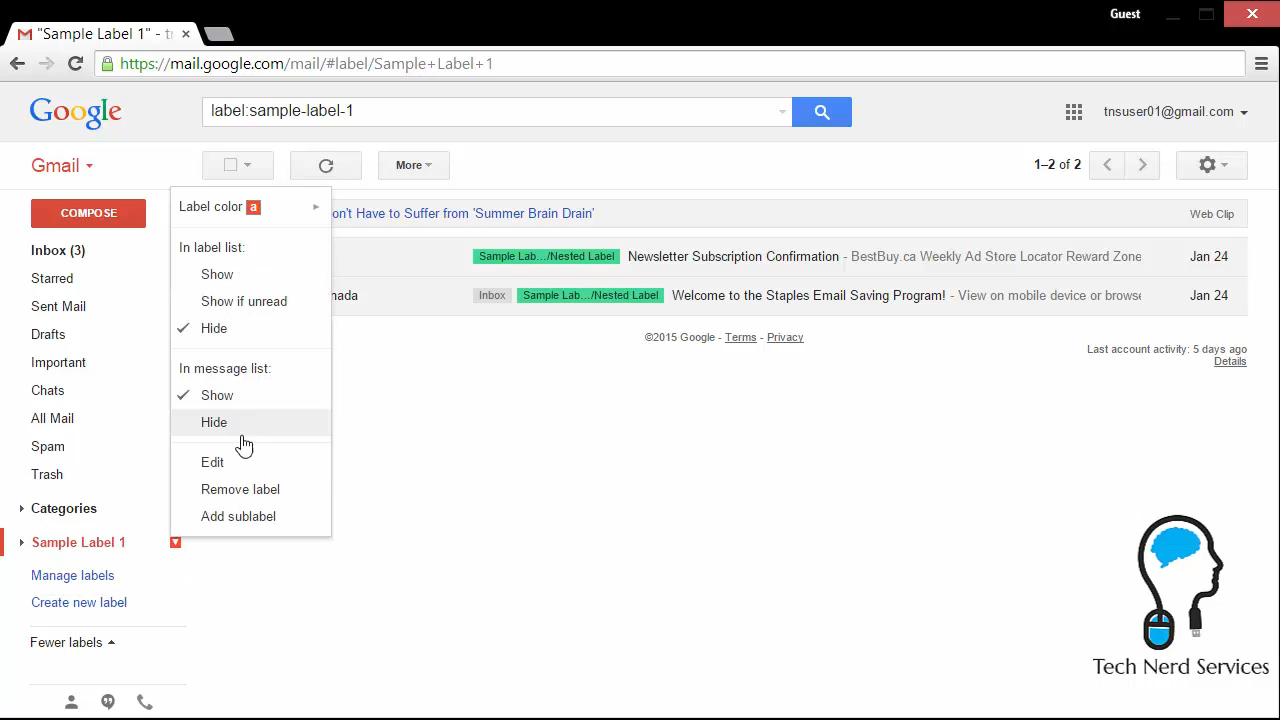 Guest
"Sample Label 1" - tr
https://mail.google.com/mail/#label/Sample+Label+1
Google
label:sample-label-1
tnsuser01@gmail.com
Gmail
More
1–2 of 2
COMPOSE
Label color a
on't Have to Suffer from 'Summer Brain Drain'
Web Clip
Inbox (3)
In label list:
Sample Lab…/Nested Label Newsletter Subscription Confirmation - BestBuy.ca Weekly Ad Store Locator Reward Zone Jan 24
Starred
Show
Sent Mail
Show if unread
nada Inbox Sample Lab…/Nested Label Welcome to the Staples Email Saving Program! - View on mobile device or browse Jan 24
Drafts
Hide
©2015 Google - Terms - Privacy
Last account activity: 5 days ago
Details
Important
In message list:
Chats
Show
All Mail
Hide
Spam
Edit
Trash
Remove label
Categories
Add sublabel
Sample Label 1
Manage labels
Create new label
Fewer labels
Tech Nerd Services